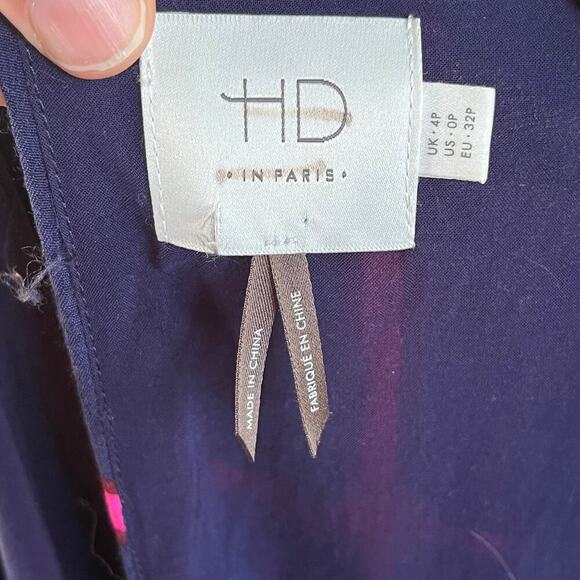 HD
• IN PARIS •
UK • 4P
US • 0P
EU • 32P
MADE IN CHINA
FABRIQUÉ EN CHINE